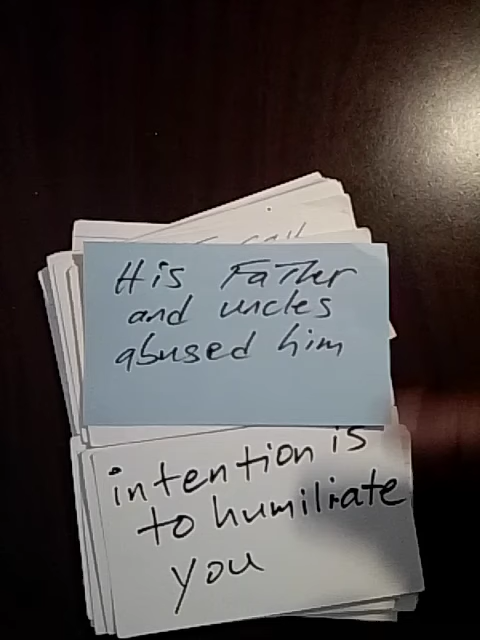 His Father
and uncles
abused him
intention is
to humiliate
you